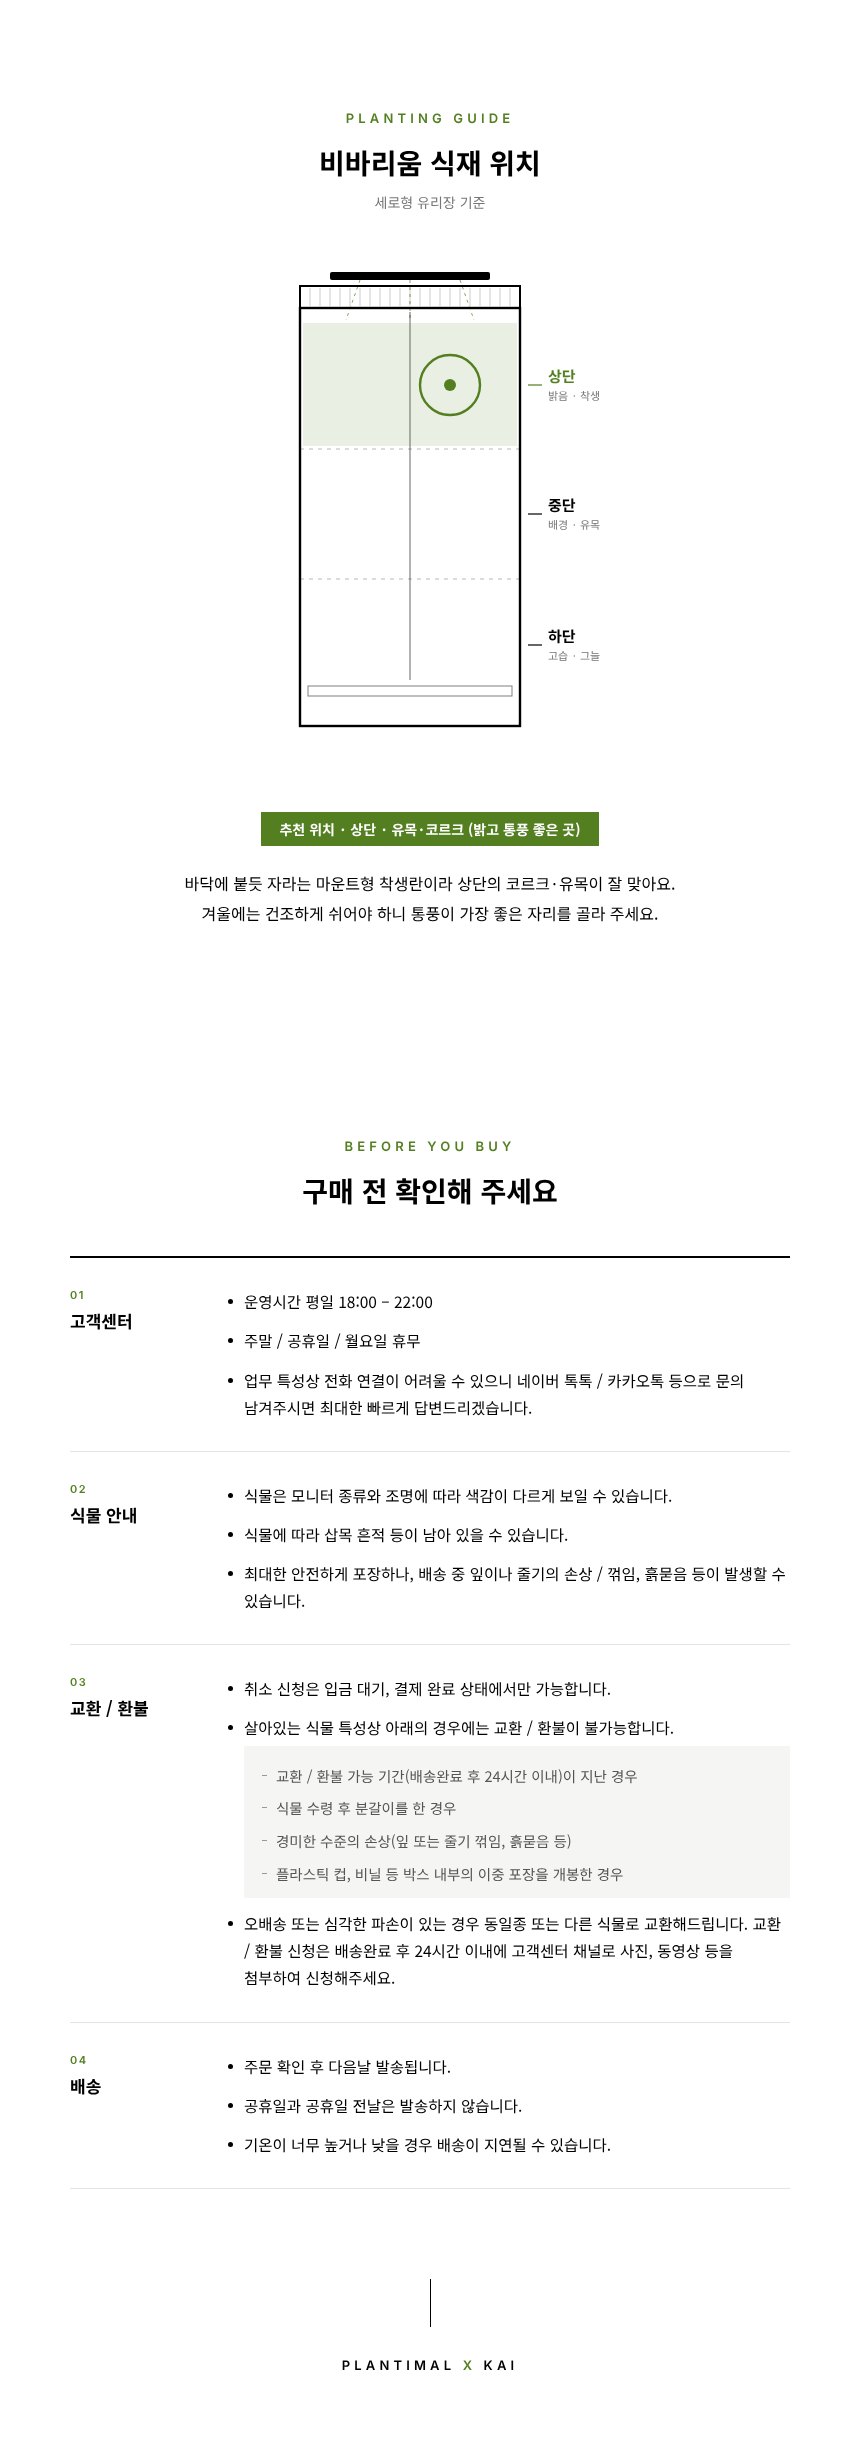 PLANTING GUIDE
비바리움 식재 위치
세로형 유리장 기준
상단
밝음 · 착생
중단
배경 · 유목
하단
고습 · 그늘
추천 위치 · 상단 · 유목·코르크 (밝고 통풍 좋은 곳)
바닥에 붙듯 자라는 마운트형 착생란이라 상단의 코르크·유목이 잘 맞아요.
겨울에는 건조하게 쉬어야 하니 통풍이 가장 좋은 자리를 골라 주세요.
BEFORE YOU BUY
구매 전 확인해 주세요
01
고객센터
• 운영시간 평일 18:00 – 22:00
• 주말 / 공휴일 / 월요일 휴무
• 업무 특성상 전화 연결이 어려울 수 있으니 네이버 톡톡 / 카카오톡 등으로 문의
남겨주시면 최대한 빠르게 답변드리겠습니다.
02
식물 안내
• 식물은 모니터 종류와 조명에 따라 색감이 다르게 보일 수 있습니다.
• 식물에 따라 삽목 흔적 등이 남아 있을 수 있습니다.
• 최대한 안전하게 포장하나, 배송 중 잎이나 줄기의 손상 / 꺾임, 흙묻음 등이 발생할 수
있습니다.
03
교환 / 환불
• 취소 신청은 입금 대기, 결제 완료 상태에서만 가능합니다.
• 살아있는 식물 특성상 아래의 경우에는 교환 / 환불이 불가능합니다.
– 교환 / 환불 가능 기간(배송완료 후 24시간 이내)이 지난 경우
– 식물 수령 후 분갈이를 한 경우
– 경미한 수준의 손상(잎 또는 줄기 꺾임, 흙묻음 등)
– 플라스틱 컵, 비닐 등 박스 내부의 이중 포장을 개봉한 경우
• 오배송 또는 심각한 파손이 있는 경우 동일종 또는 다른 식물로 교환해드립니다. 교환
/ 환불 신청은 배송완료 후 24시간 이내에 고객센터 채널로 사진, 동영상 등을
첨부하여 신청해주세요.
04
배송
• 주문 확인 후 다음날 발송됩니다.
• 공휴일과 공휴일 전날은 발송하지 않습니다.
• 기온이 너무 높거나 낮을 경우 배송이 지연될 수 있습니다.
PLANTIMAL X KAI